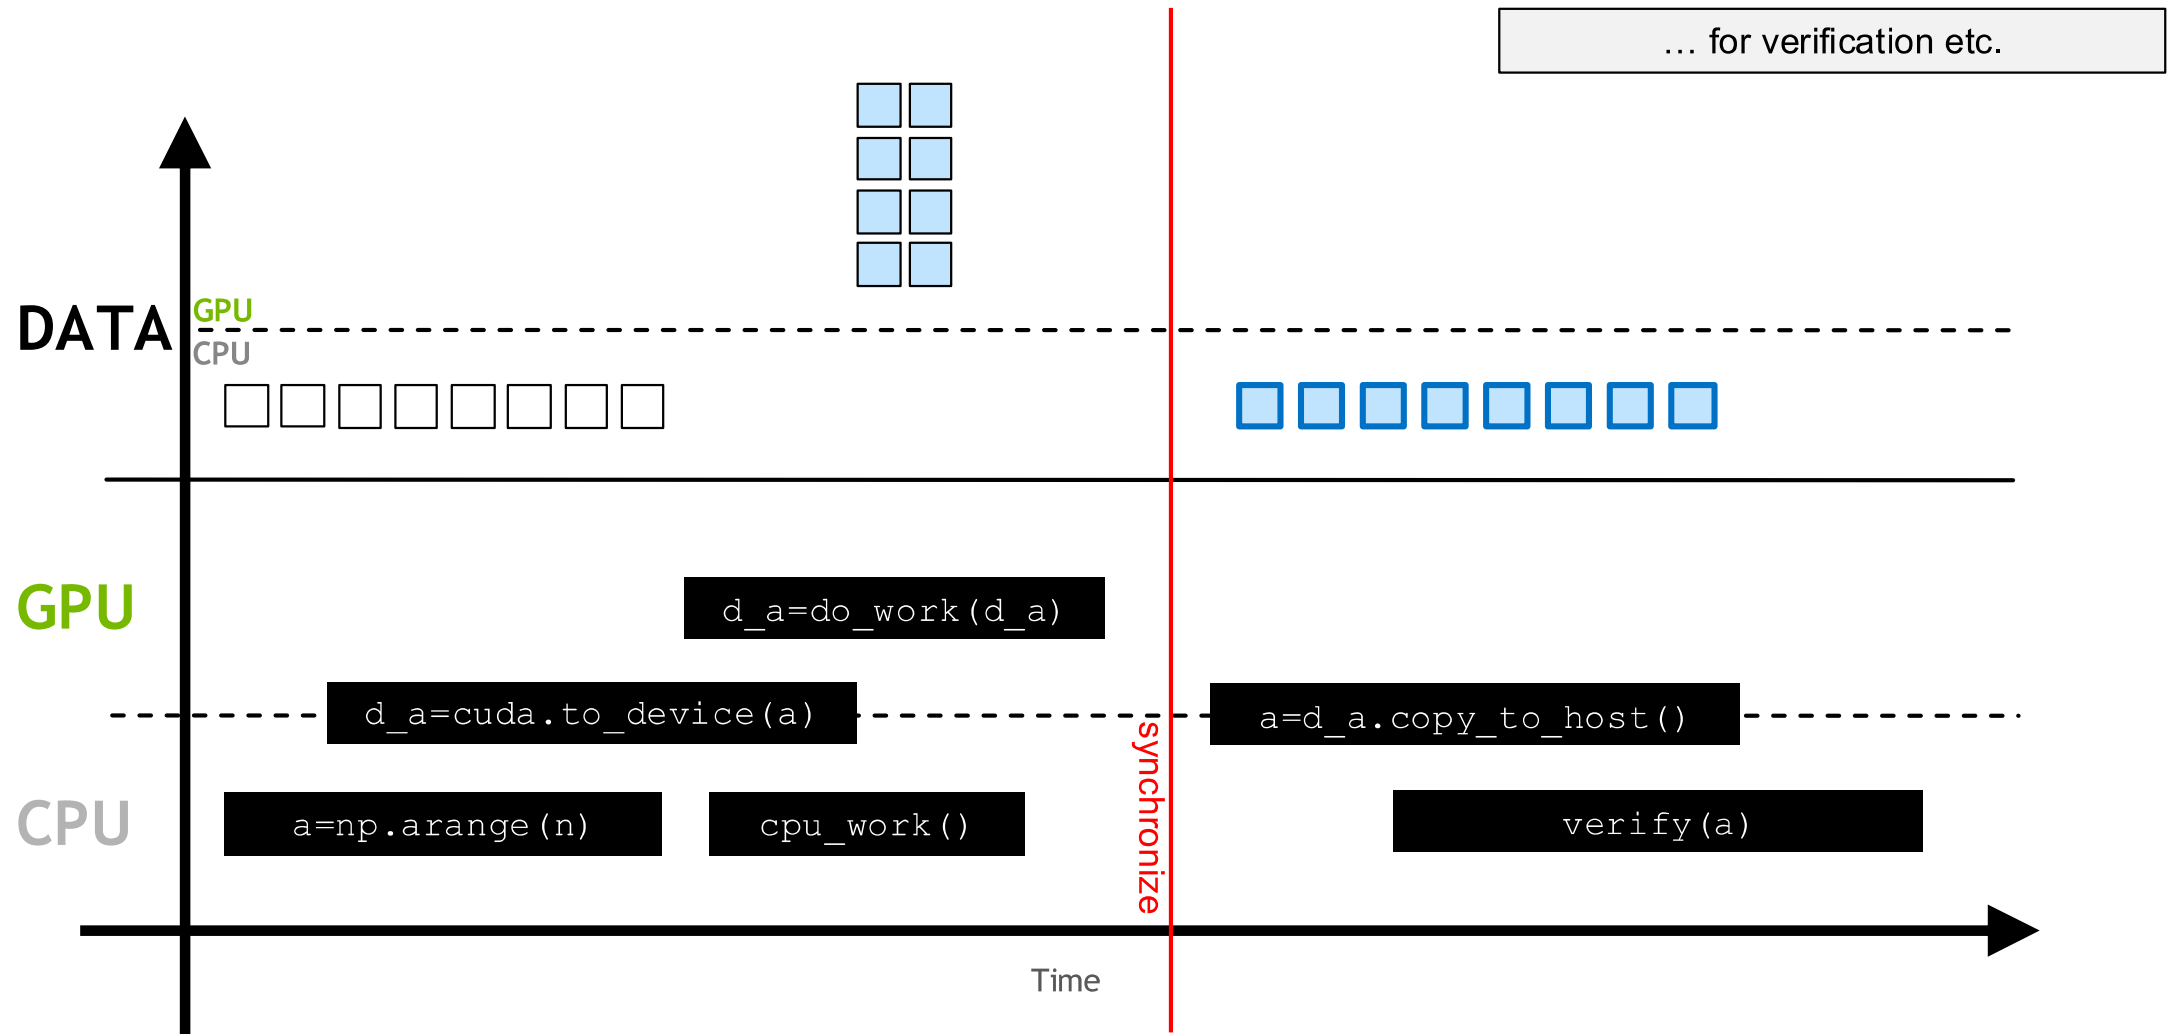 … for verification etc.
DATA
GPU
CPU
GPU
d_a=do_work(d_a)
d_a=cuda.to_device(a)
a=d_a.copy_to_host()
synchronize
CPU
a=np.arange(n)
cpu_work()
verify(a)
Time